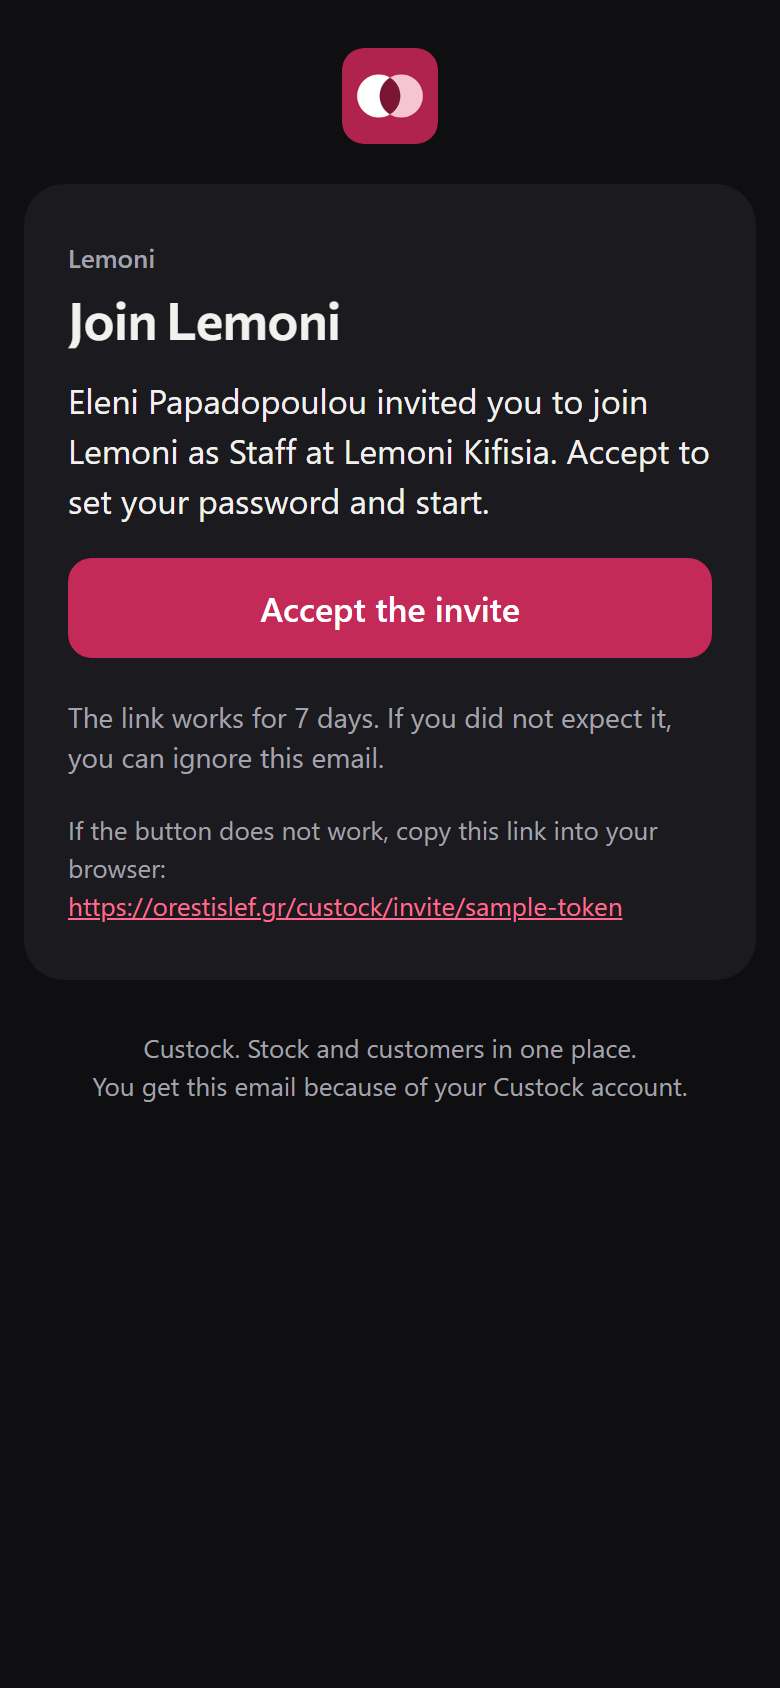 Lemoni
Join Lemoni
Eleni Papadopoulou invited you to join
Lemoni as Staff at Lemoni Kifisia. Accept to
set your password and start.
Accept the invite
The link works for 7 days. If you did not expect it,
you can ignore this email.
If the button does not work, copy this link into your
browser:
https://orestislef.gr/custock/invite/sample-token
Custock. Stock and customers in one place.
You get this email because of your Custock account.